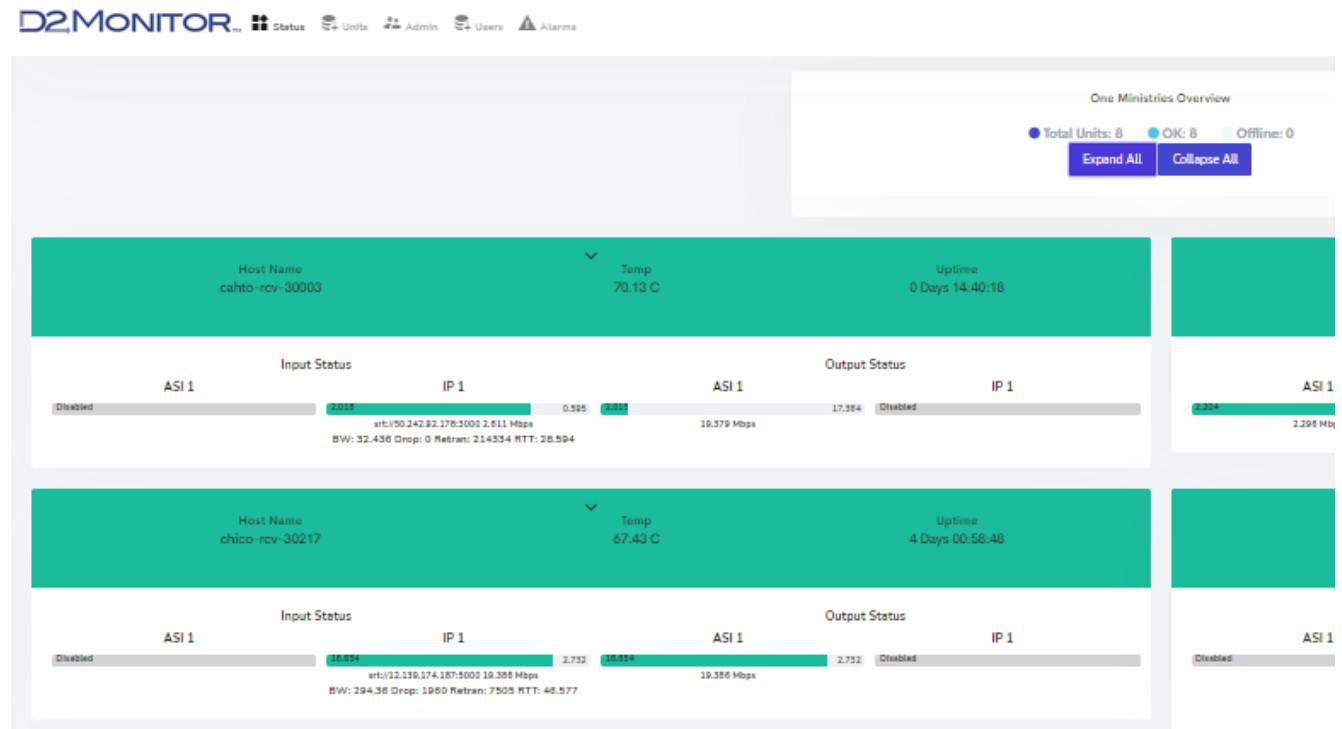 D2MONITOR™ Status Units Admin Users Alarms
One Ministries Overview
Total Units: 8 OK: 8 Offline: 0
Expand All Collapse All
Host Name Temp Uptime
cahto-rcv-30003 70.13 C 0 Days 14:40:18
Input Status Output Status
ASI 1 IP 1 ASI 1 IP 1 ASI 1
Disabled 2.016 0.595 2.015 17.364 Disabled 2.204
srt://50.242.92.178:3000 2.611 Mbps 19.379 Mbps 2.298 Mbp
BW: 32.436 Drop: 0 Retran: 214334 RTT: 28.594
Host Name Temp Uptime
chico-rcv-30217 67.43 C 4 Days 00:58:48
Input Status Output Status
ASI 1 IP 1 ASI 1 IP 1 ASI 1
Disabled 16.654 2.732 16.654 2.732 Disabled Disabled
srt://12.139.174.187:5000 19.386 Mbps 19.386 Mbps
BW: 294.36 Drop: 1960 Retran: 7505 RTT: 46.577